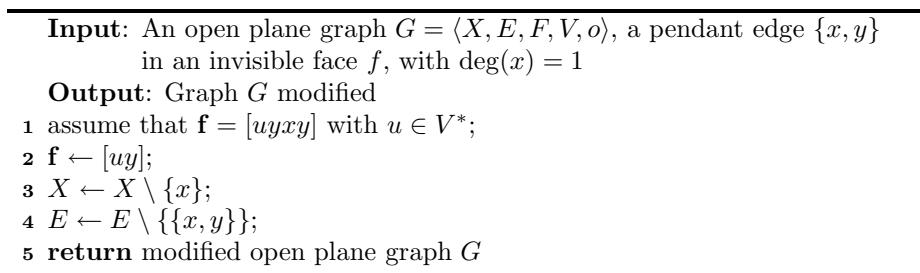 Input: An open plane graph G = ⟨X, E, F, V, o⟩, a pendant edge {x, y}
in an invisible face f, with deg(x) = 1
Output: Graph G modified
1 assume that f = [uyxy] with u ∈ V*;
2 f ← [uy];
3 X ← X \ {x};
4 E ← E \ {{x, y}};
5 return modified open plane graph G